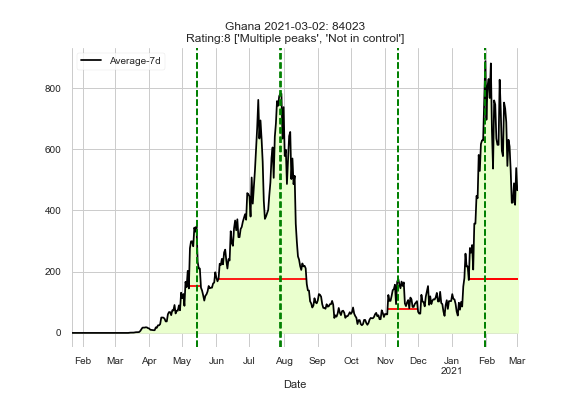 Ghana 2021-03-02: 84023
Rating:8 ['Multiple peaks', 'Not in control']
Average-7d
800
600
400
200
0
Feb Mar Apr May Jun Jul Aug Sep Oct Nov Dec Jan Feb Mar
2021
Date